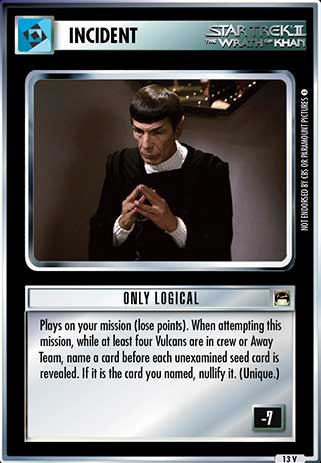 INCIDENT
STAR TREK II
THE WRATH OF KHAN
NOT ENDORSED BY CBS OR PARAMOUNT PICTURES
ONLY LOGICAL
Plays on your mission (lose points). When attempting this
mission, while at least four Vulcans are in crew or Away
Team, name a card before each unexamined seed card is
revealed. If it is the card you named, nullify it. (Unique.)
-7
13 V